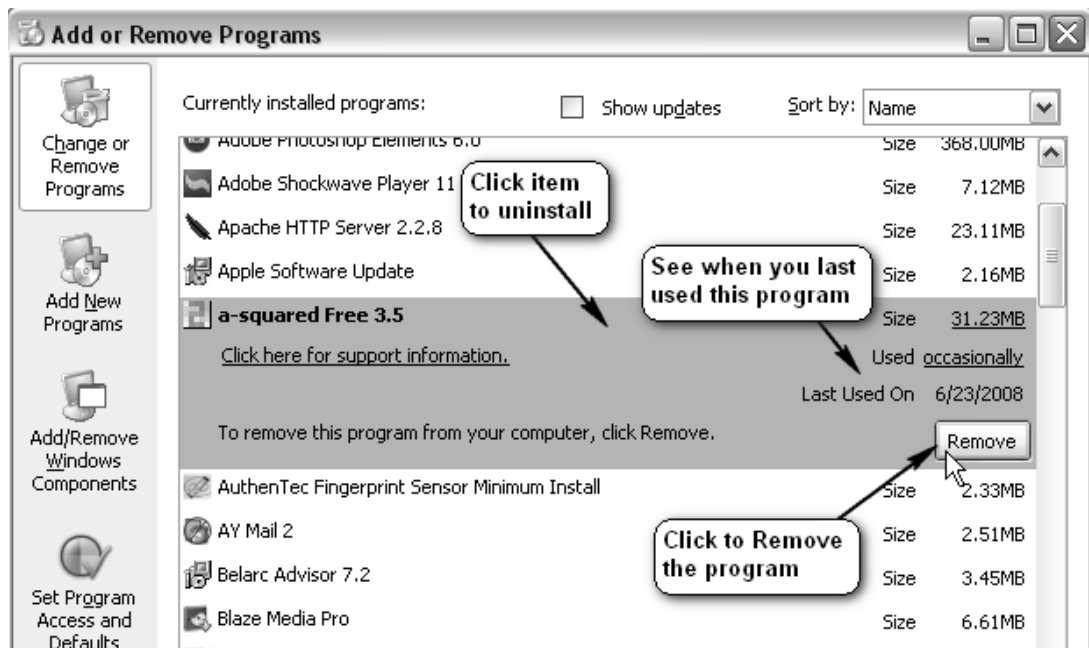 Add or Remove Programs
Change or
Remove
Programs
Add New
Programs
Add/Remove
Windows
Components
Set Program
Access and
Defaults
Currently installed programs:
Show updates
Sort by: Name
Adobe Photoshop Elements 6.0 Size 368.00MB
Adobe Shockwave Player 11 Size 7.12MB
Click item
to uninstall
Apache HTTP Server 2.2.8 Size 23.11MB
Apple Software Update Size 2.16MB
See when you last
used this program
a-squared Free 3.5 Size 31.23MB
Click here for support information. Used occasionally
Last Used On 6/23/2008
To remove this program from your computer, click Remove. Remove
AuthenTec Fingerprint Sensor Minimum Install Size 2.33MB
AY Mail 2 Size 2.51MB
Click to Remove
the program
Belarc Advisor 7.2 Size 3.45MB
Blaze Media Pro Size 6.61MB